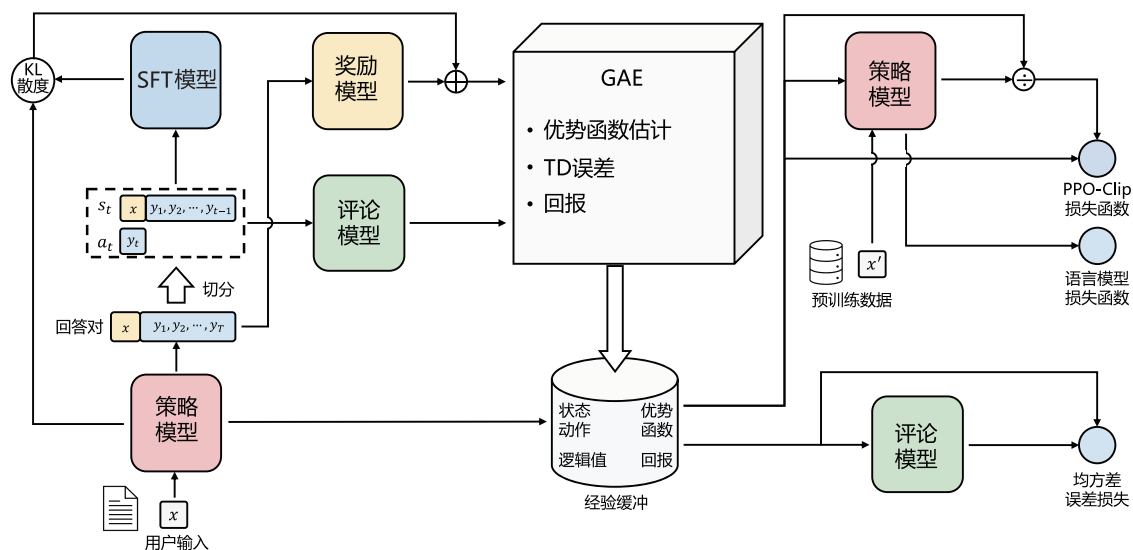 KL
散度
SFT模型
奖励
模型
GAE
• 优势函数估计
• TD误差
• 回报
策略
模型
÷
PPO-Clip
损失函数
s_t x y_1, y_2, ⋯, y_{t-1}
a_t y_t
评论
模型
切分
回答对 x y_1, y_2, ⋯, y_T
x′
预训练数据
语言模型
损失函数
策略
模型
状态
动作
逻辑值
优势
函数
回报
经验缓冲
评论
模型
均方差
误差损失
x
用户输入